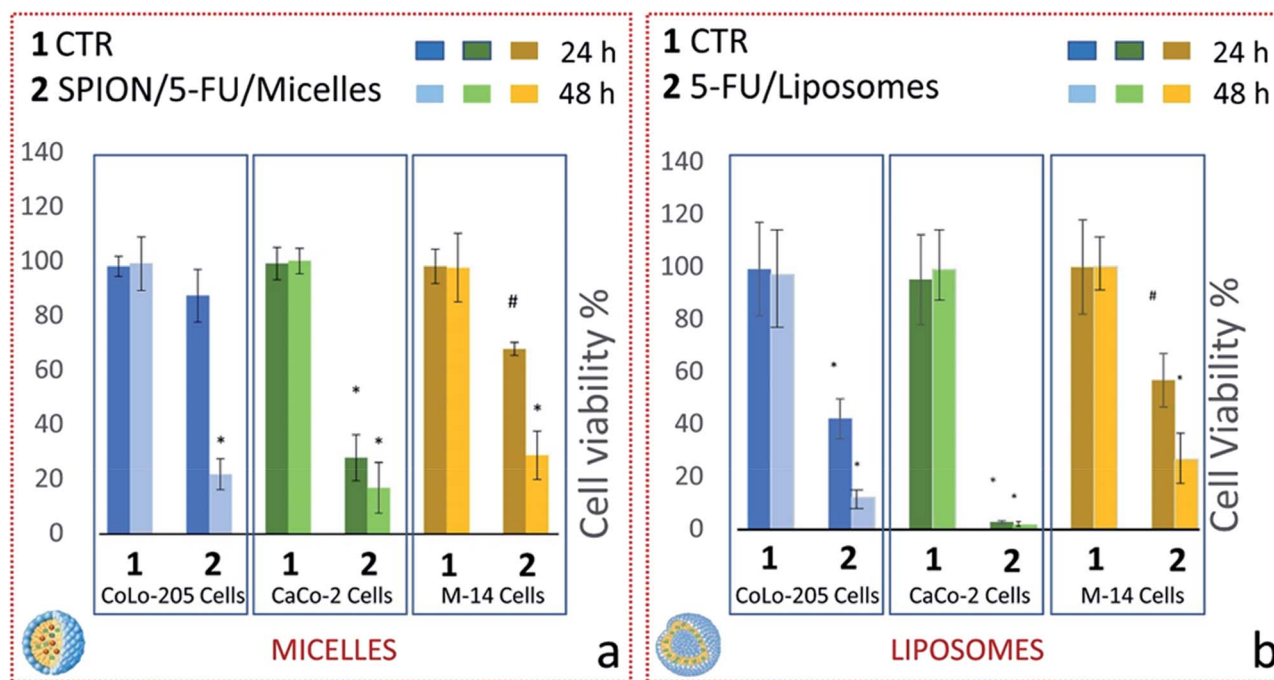 1 CTR
24 h
2 SPION/5-FU/Micelles
48 h
140
120
100
80
60
40
20
0
#
*
*
*
*
Cell viability %
1 2 1 2 1 2
CoLo-205 Cells CaCo-2 Cells M-14 Cells
MICELLES
a
1 CTR
24 h
2 5-FU/Liposomes
48 h
140
120
100
80
60
40
20
0
#
*
*
*
*
*
Cell Viability %
1 2 1 2 1 2
CoLo-205 Cells CaCo-2 Cells M-14 Cells
LIPOSOMES
b